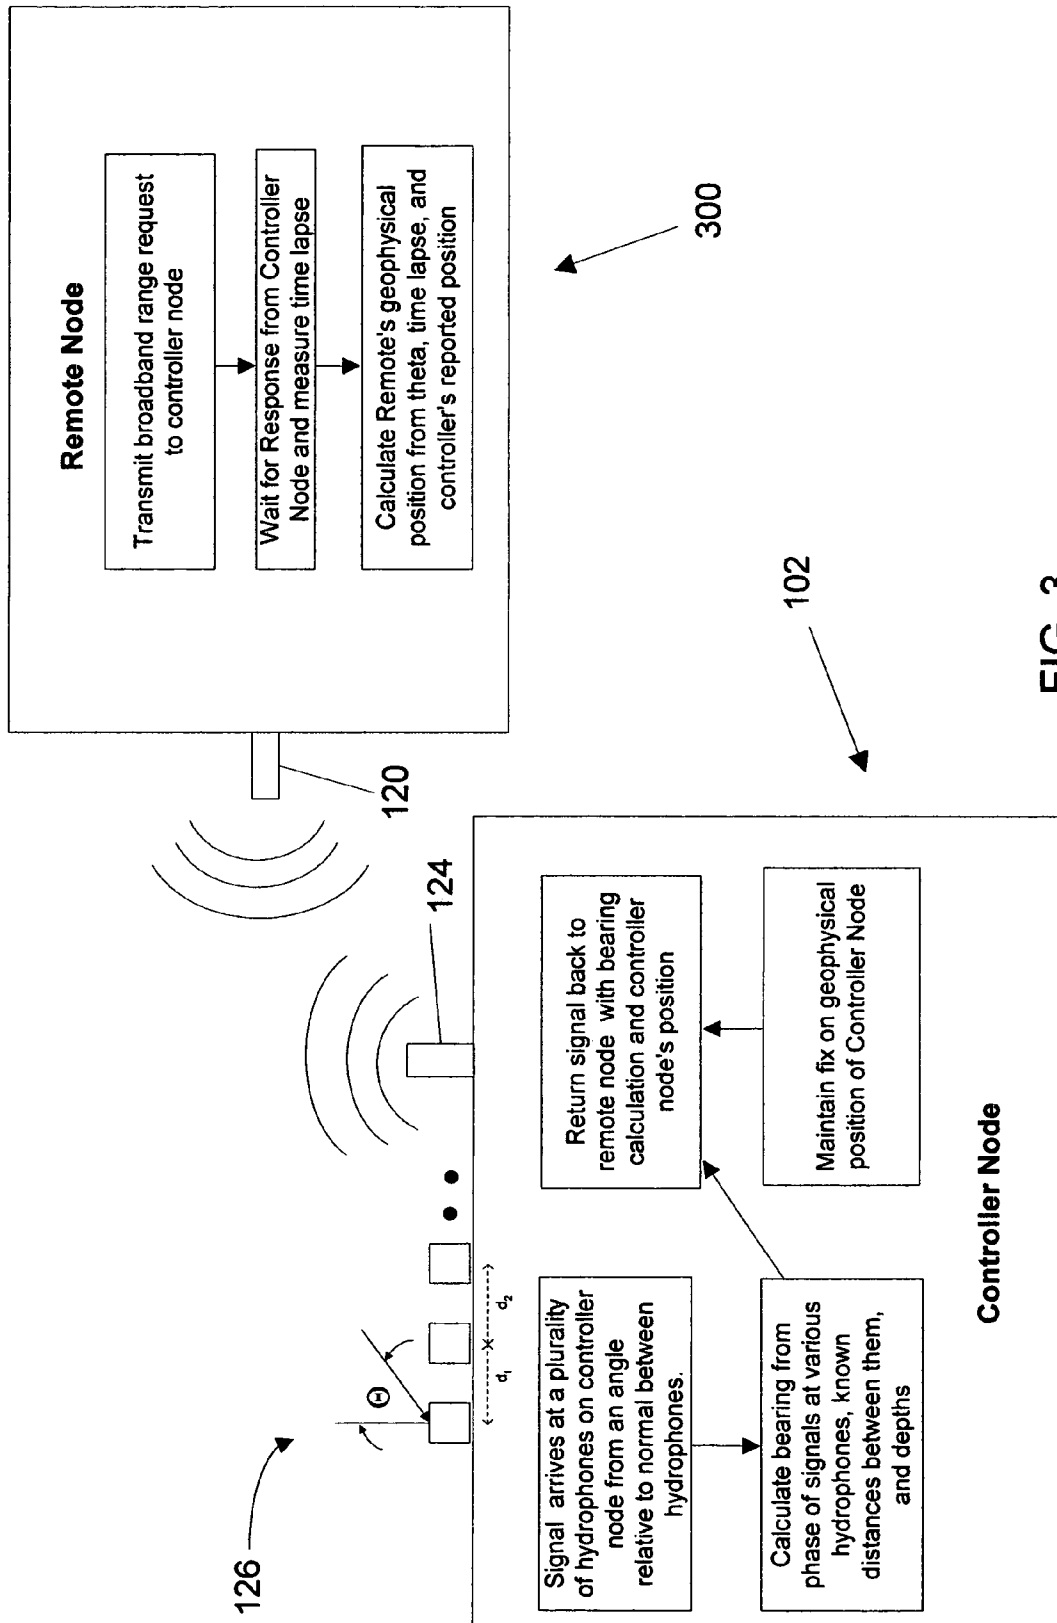 Remote Node
Transmit broadband range request
to controller node
Wait for Response from Controller
Node and measure time lapse
Calculate Remote's geophysical
position from theta, time lapse, and
controller's reported position
300
120
124
126
Θ
d₁
d₂
102
Signal arrives at a plurality
of hydrophones on controller
node from an angle
relative to normal between
hydrophones.
Calculate bearing from
phase of signals at various
hydrophones, known
distances between them,
and depths
Return signal back to
remote node with bearing
calculation and controller
node's position
Maintain fix on geophysical
position of Controller Node
Controller Node
FIG. 3